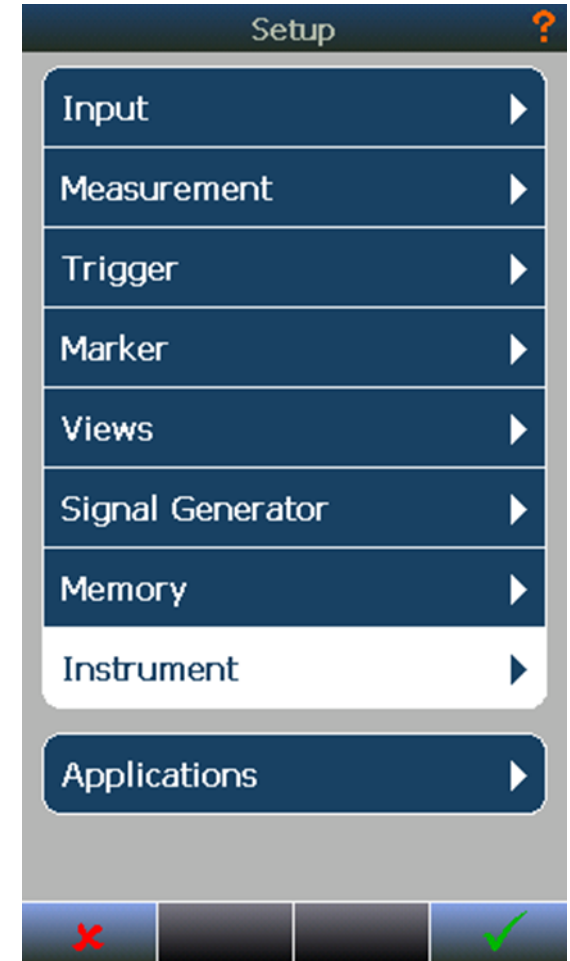 Setup ?
Input
Measurement
Trigger
Marker
Views
Signal Generator
Memory
Instrument
Applications